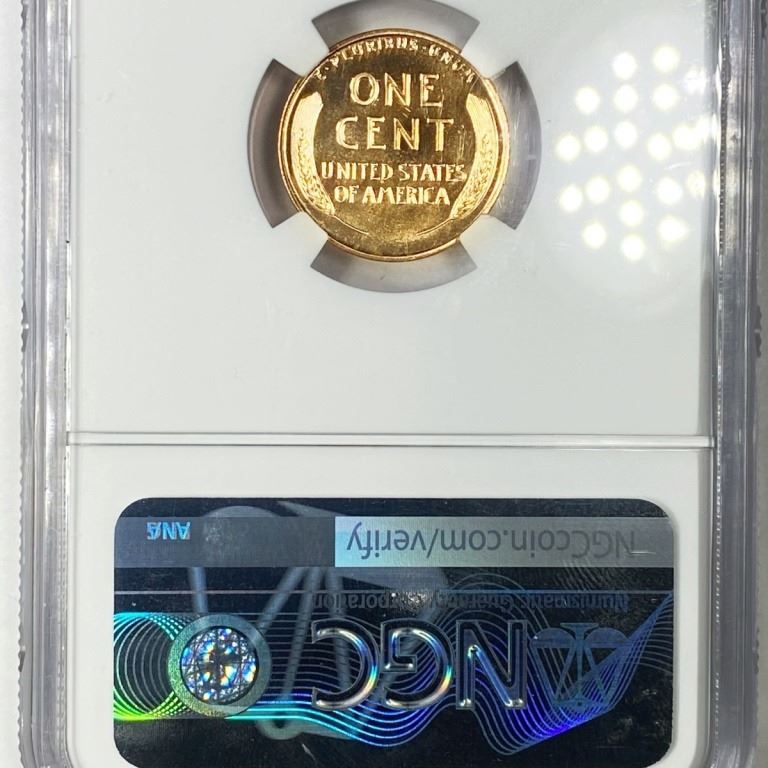 E·PLURIBUS·UNUM
ONE
CENT
UNITED STATES
OF AMERICA
ANA
NGCcoin.com/verify
Numismatic Guaranty Corporation
NGC